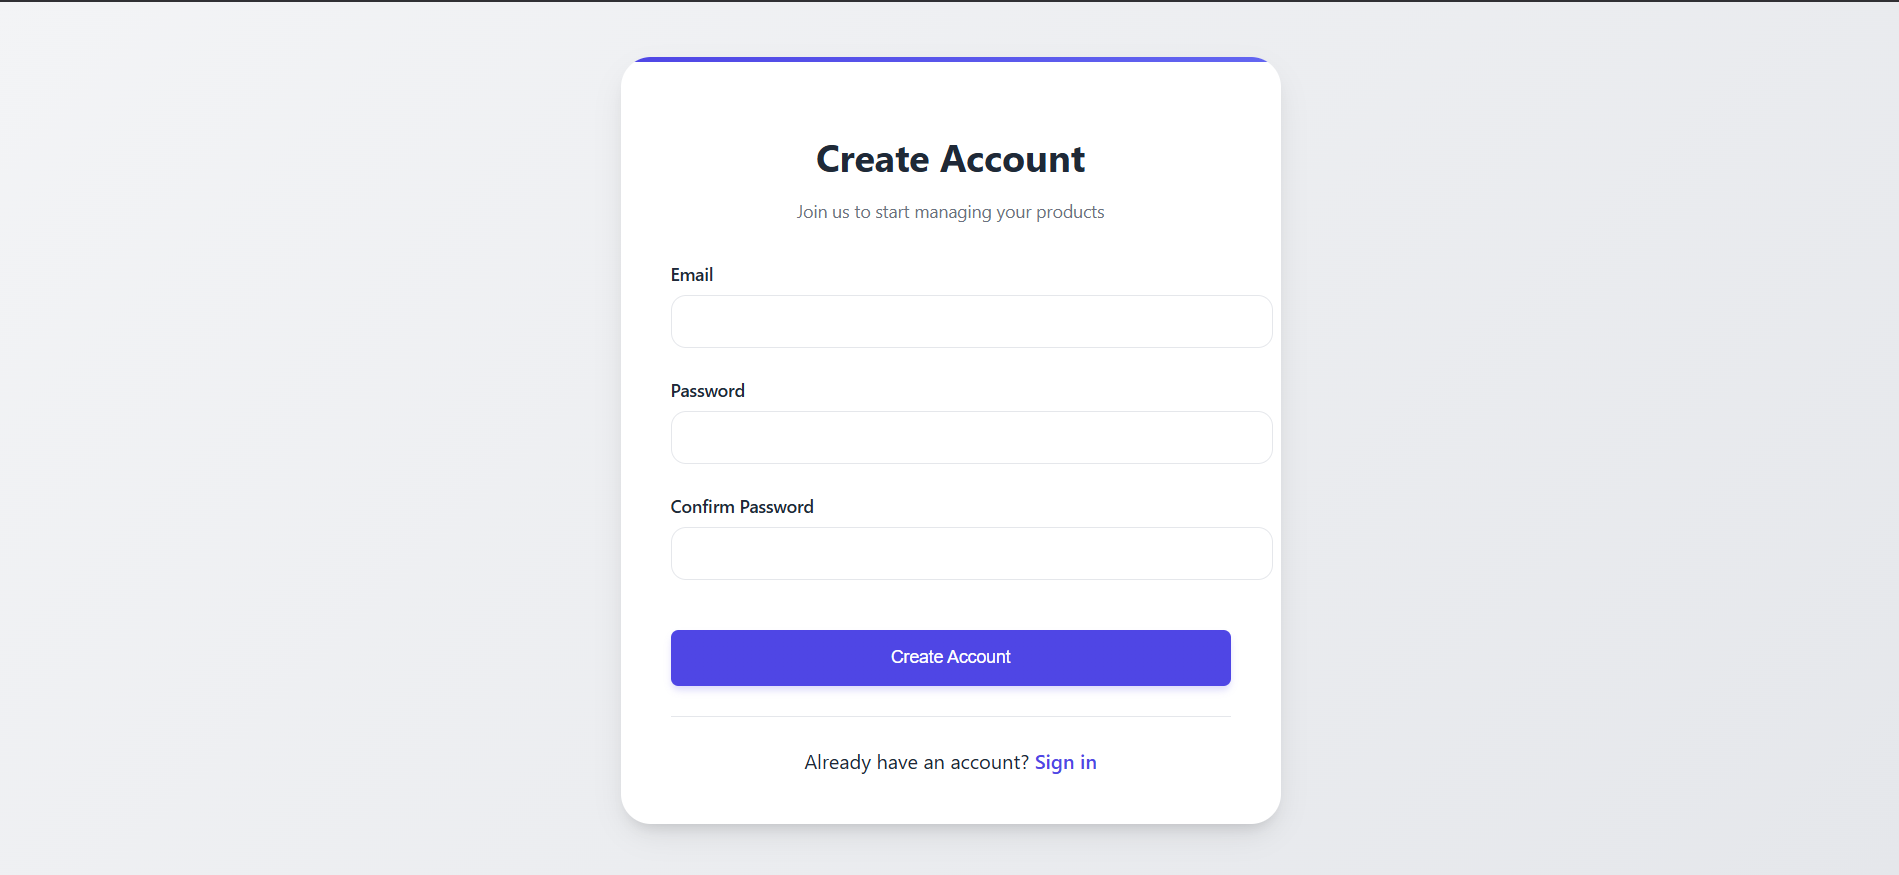 Create Account
Join us to start managing your products
Email
Password
Confirm Password
Create Account
Already have an account? Sign in